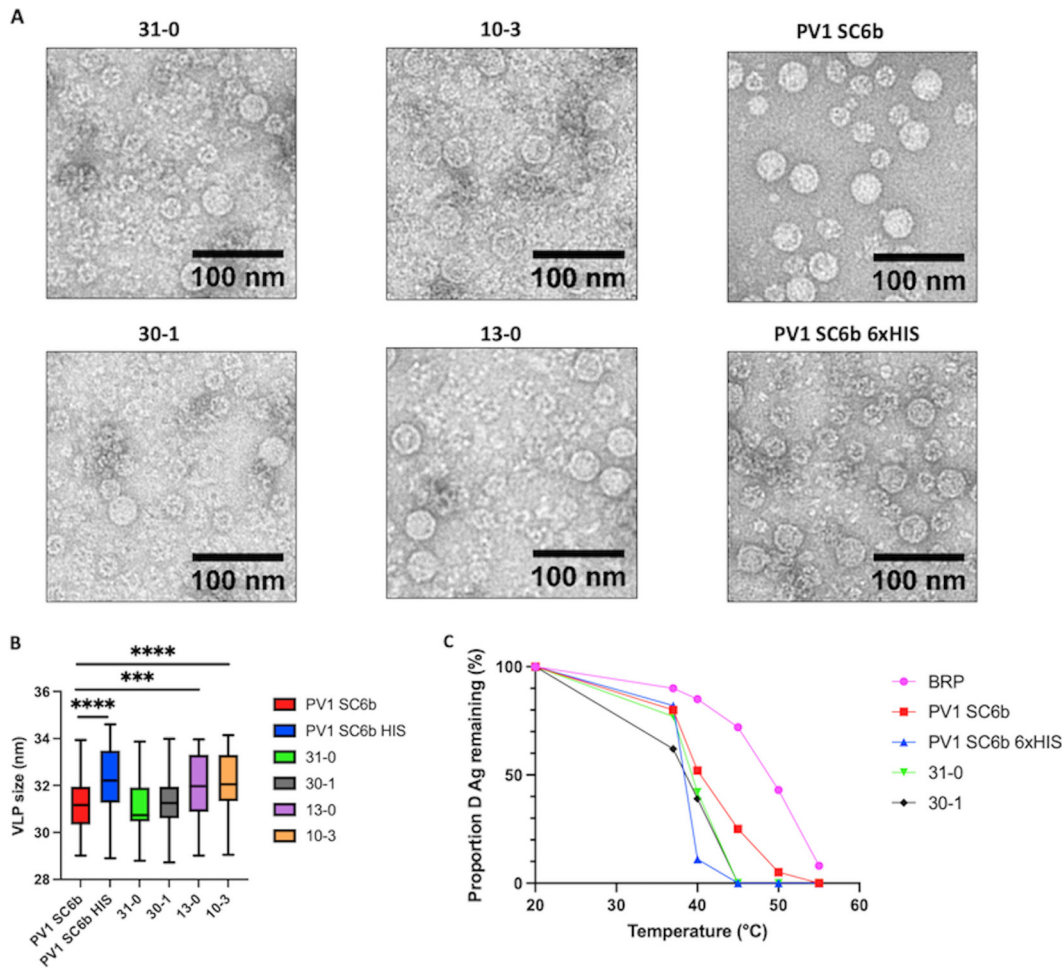 A
31-0
10-3
PV1 SC6b
100 nm
100 nm
100 nm
30-1
13-0
PV1 SC6b 6xHIS
100 nm
100 nm
100 nm
B
****
***
****
36
34
32
30
28
VLP size (nm)
PV1 SC6b
PV1 SC6b HIS
31-0
30-1
13-0
10-3
PV1 SC6b
PV1 SC6b HIS
31-0
30-1
13-0
10-3
C
Proportion D Ag remaining (%)
100
50
0
20
30
40
50
60
Temperature (°C)
BRP
PV1 SC6b
PV1 SC6b 6xHIS
31-0
30-1